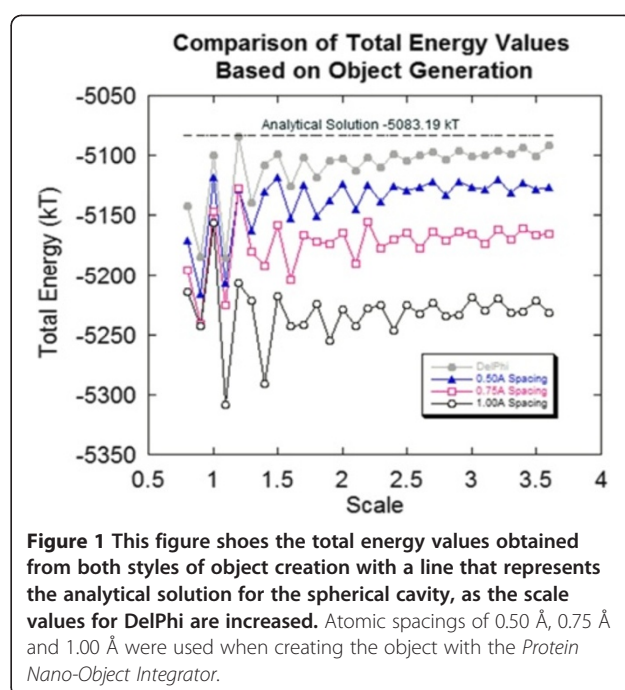 Comparison of Total Energy Values
Based on Object Generation
-5050
Analytical Solution -5083.19 kT
-5100
-5150
-5200
-5250
-5300
-5350
Total Energy (kT)
DelPhi
0.50A Spacing
0.75A Spacing
1.00A Spacing
0.5 1 1.5 2 2.5 3 3.5 4
Scale
Figure 1 This figure shoes the total energy values obtained
from both styles of object creation with a line that represents
the analytical solution for the spherical cavity, as the scale
values for DelPhi are increased. Atomic spacings of 0.50 Å, 0.75 Å
and 1.00 Å were used when creating the object with the Protein
Nano-Object Integrator.